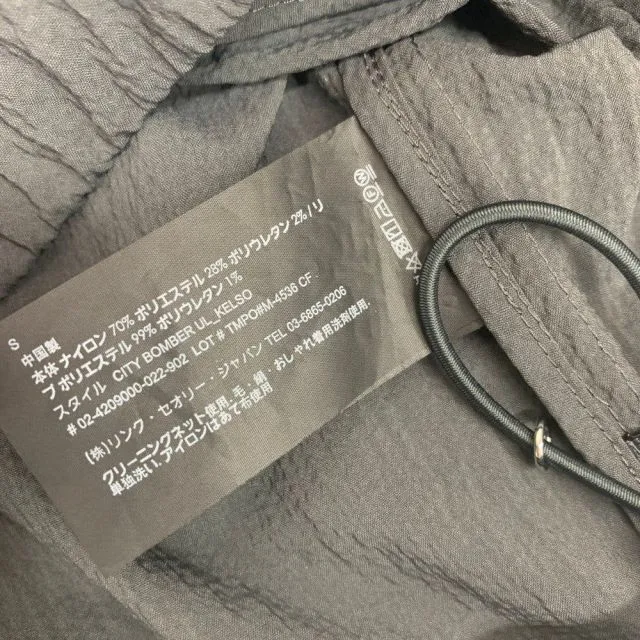 S
中国製
本体 ナイロン 70% ポリエステル 28% ポリウレタン 2%/リ
ブ ポリエステル 99% ポリウレタン 1%
スタイル CITY BOMBER UL_KELSO
# 02-4209000-022-902 LOT # TMPO#M-4536 CF
(株)リンク・セオリー・ジャパン TEL 03-6865-0206
クリーニングネット使用。毛・絹・おしゃれ着用洗剤使用。
単独洗い。アイロンはあて布使用